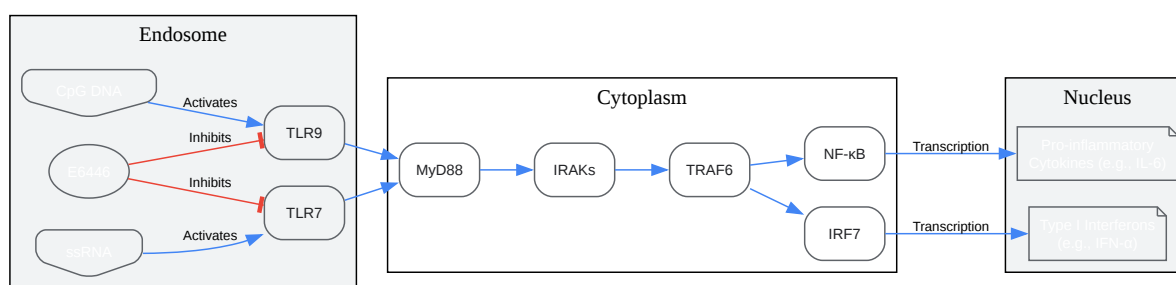 Endosome
CpG DNA
Activates
TLR9
Inhibits
E6446
Inhibits
TLR7
Activates
ssRNA
Cytoplasm
MyD88
IRAKs
TRAF6
NF-κB
IRF7
Transcription
Transcription
Nucleus
Pro-inflammatory
Cytokines (e.g., IL-6)
Type I Interferons
(e.g., IFN-α)